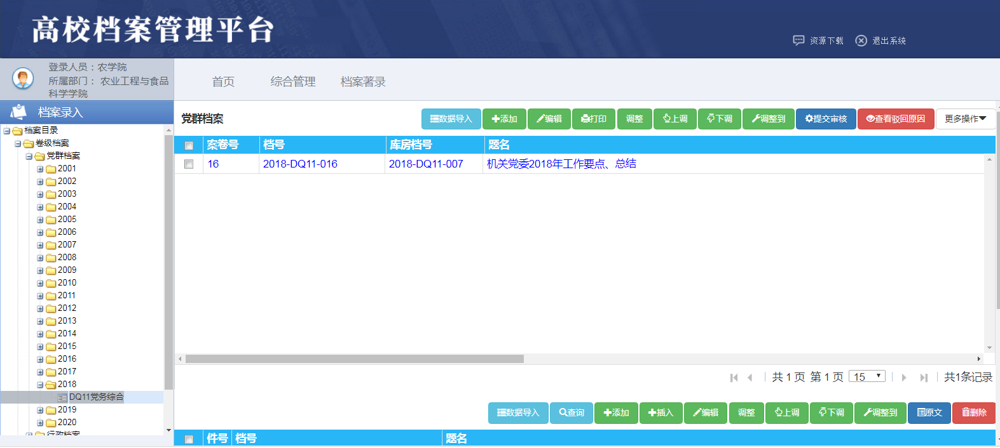 高校档案管理平台
资源下载 退出系统
登录人员：农学院
所属部门： 农业工程与食品
科学学院
首页 综合管理 档案著录
档案录入
党群档案 数据导入 添加 编辑 打印 调整 上调 下调 调整到 提交审核 查看驳回原因 更多操作
档案目录
卷级档案
党群档案
2001
2002
2003
2004
2005
2006
2007
2008
2009
2010
2011
2012
2013
2014
2015
2016
2017
2018
DQ11党务综合
2019
2020
行政档案
案卷号 档号 库房档号 题名
16 2018-DQ11-016 2018-DQ11-007 机关党委2018年工作要点、总结
共 1 页 第 1 页 15 共1条记录
数据导入 查询 添加 插入 编辑 调整 上调 下调 调整到 原文 删除
件号 档号 题名